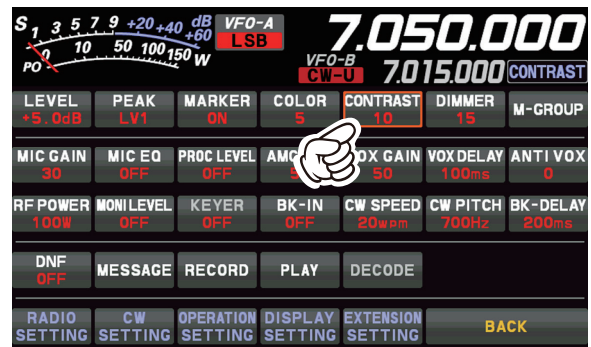 S 1 3 5 7 9 +20 +40 +60 dB VFO-A 7.050.000
LSB
PO 0 10 50 100 150 W VFO-B
CW-U 7.015.000 CONTRAST
LEVEL PEAK MARKER COLOR CONTRAST DIMMER M-GROUP
+5.0dB LV1 ON 5 10 15
MIC GAIN MIC EQ PROC LEVEL AMC VOX GAIN VOX DELAY ANTI VOX
30 OFF OFF 50 100ms 0
RF POWER MONI LEVEL KEYER BK-IN CW SPEED CW PITCH BK-DELAY
100W OFF OFF OFF 20wpm 700Hz 200ms
DNF MESSAGE RECORD PLAY DECODE
OFF
RADIO CW OPERATION DISPLAY EXTENSION BACK
SETTING SETTING SETTING SETTING SETTING